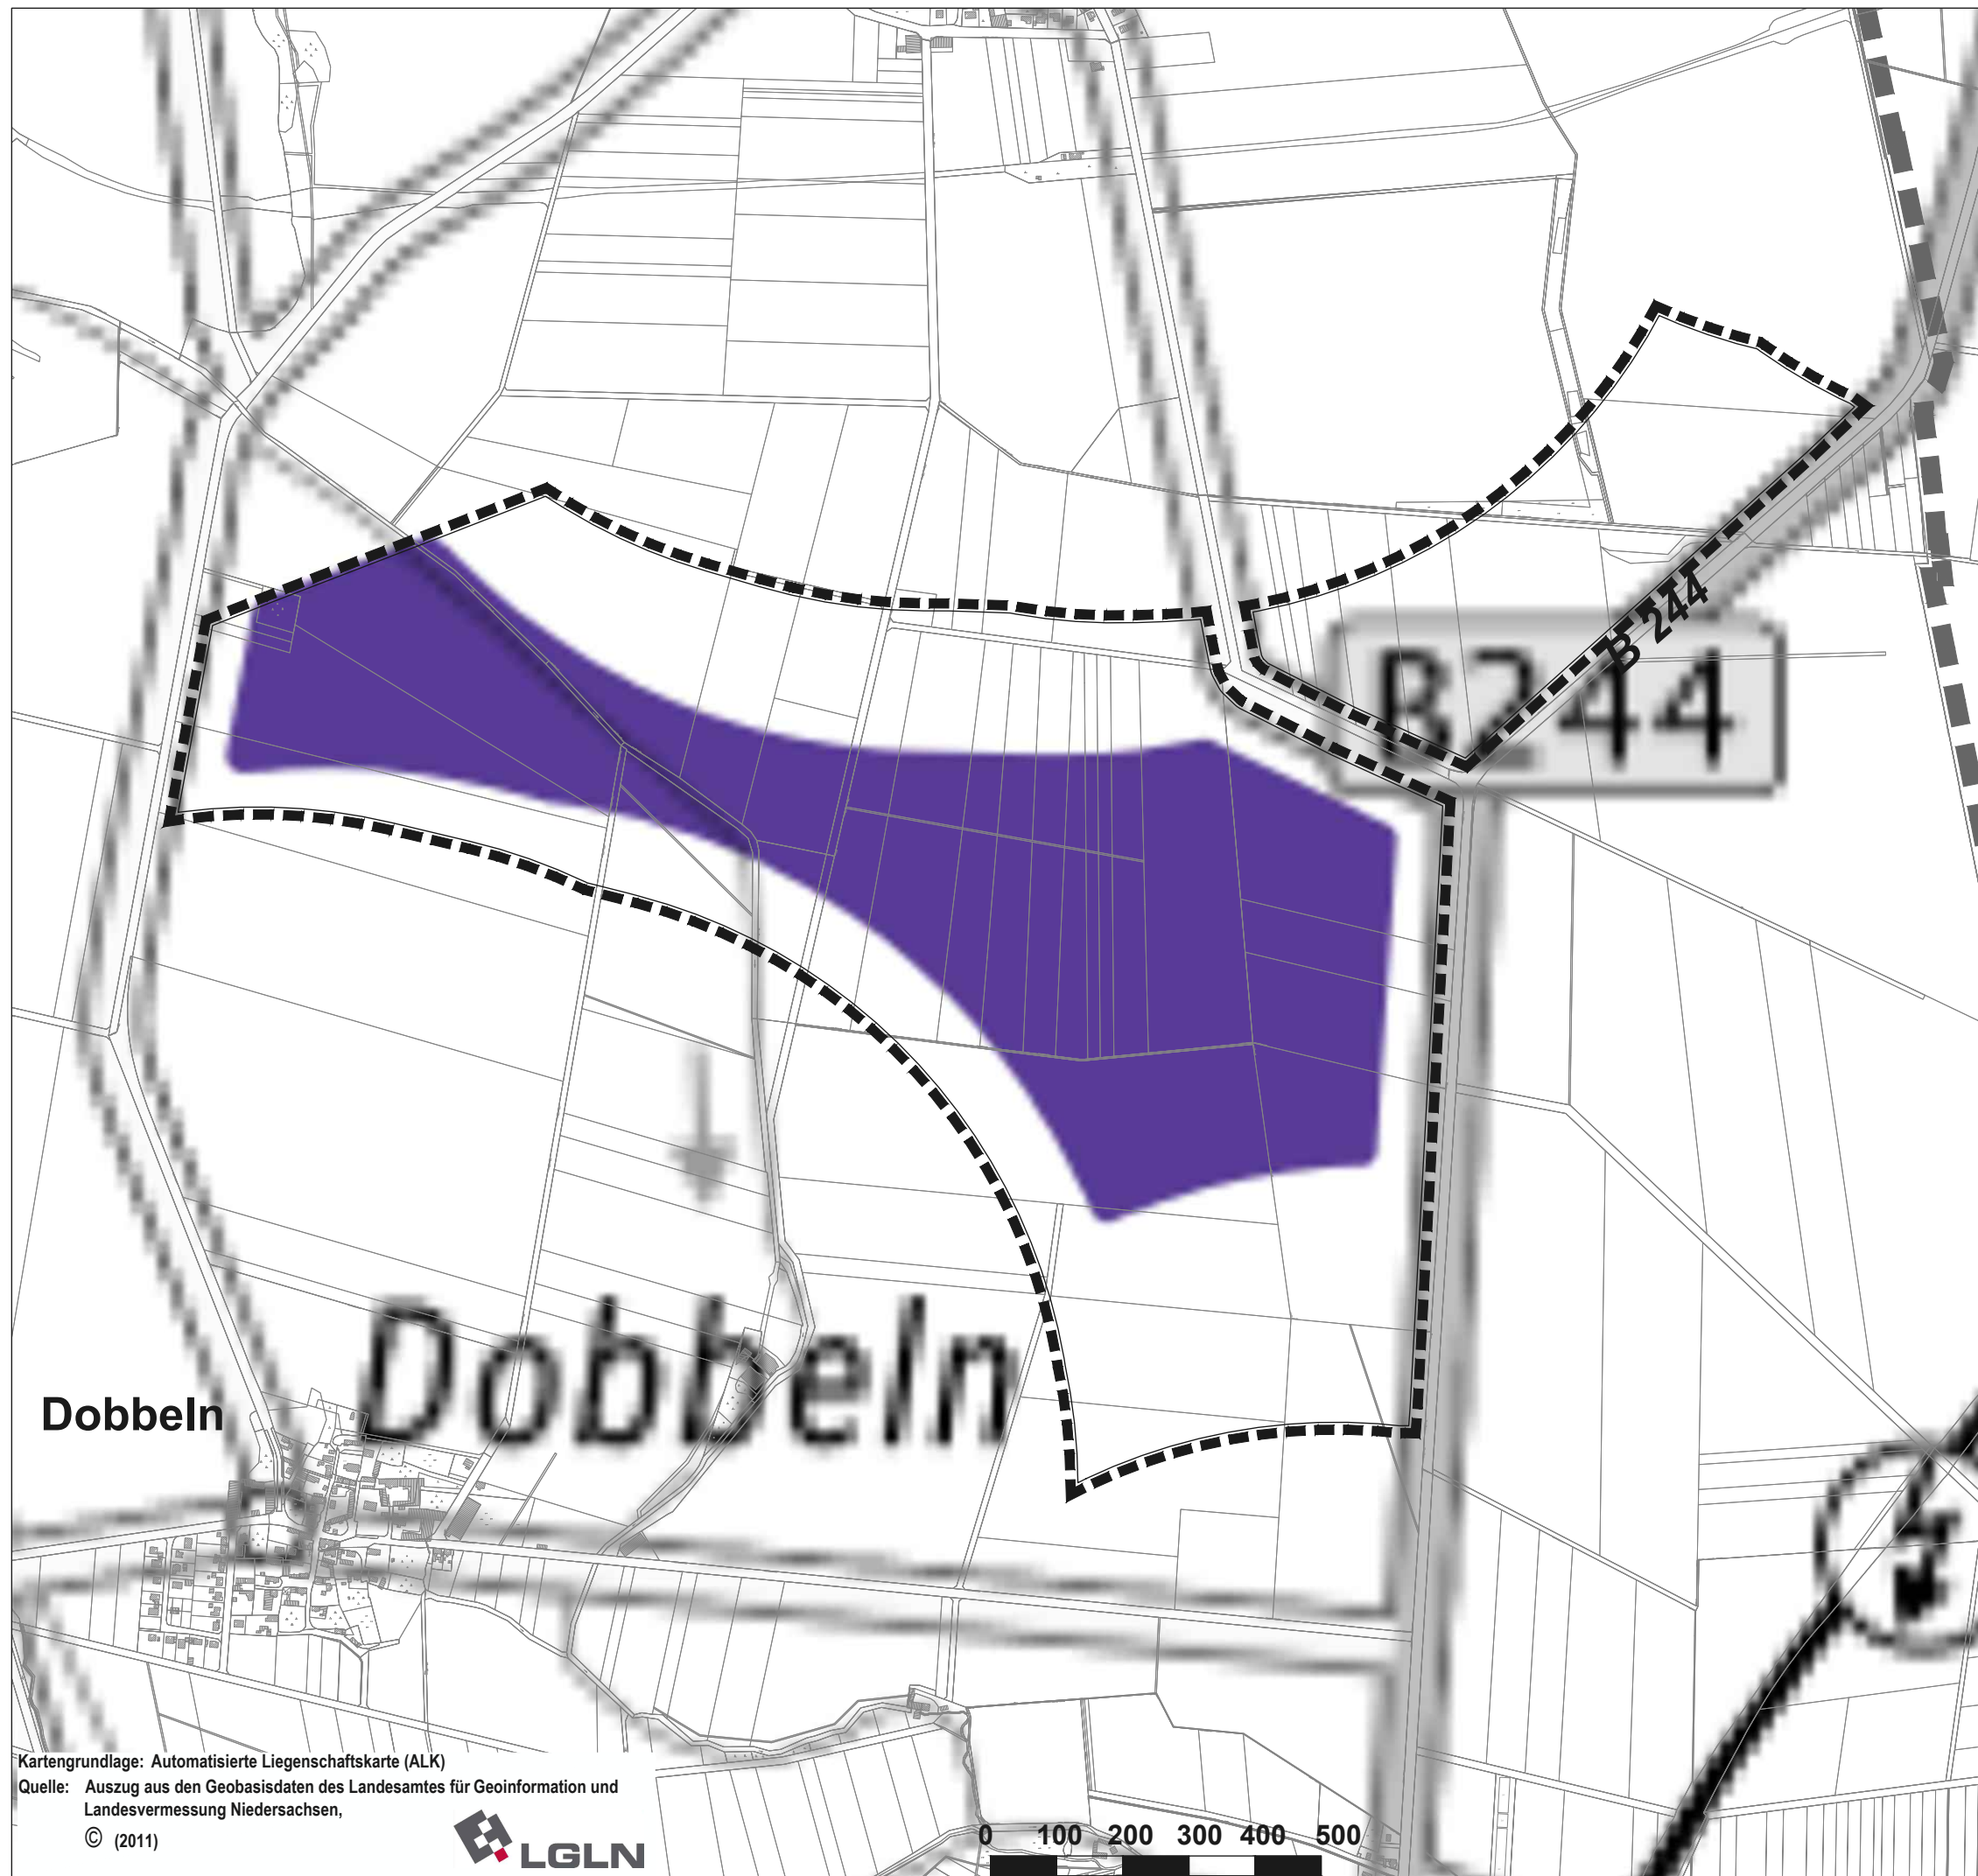 B 244
B244
Dobbeln
Dobbeln
Kartengrundlage: Automatisierte Liegenschaftskarte (ALK)
Quelle: Auszug aus den Geobasisdaten des Landesamtes für Geoinformation und
Landesvermessung Niedersachsen,
© (2011)
LGLN
0 100 200 300 400 500